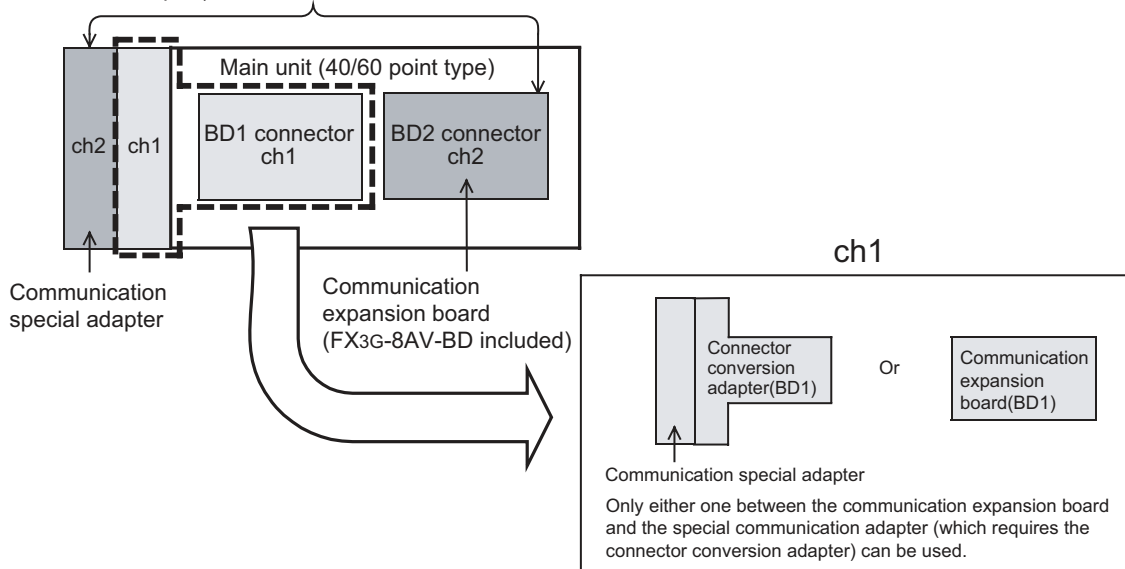 Main unit (40/60 point type)
ch2
ch1
BD1 connector
ch1
BD2 connector
ch2
Communication
special adapter
Communication
expansion board
(FX3G-8AV-BD included)
ch1
Connector
conversion
adapter(BD1)
Or
Communication
expansion
board(BD1)
Communication special adapter
Only either one between the communication expansion board
and the special communication adapter (which requires the
connector conversion adapter) can be used.